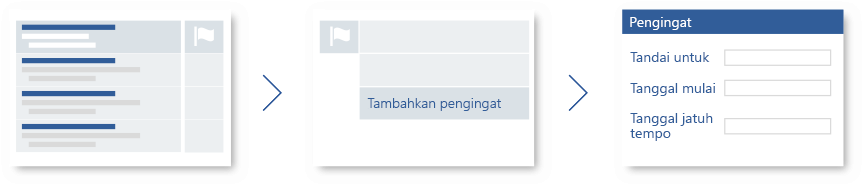 Tambahkan pengingat
Pengingat
Tandai untuk
Tanggal mulai
Tanggal jatuh
tempo